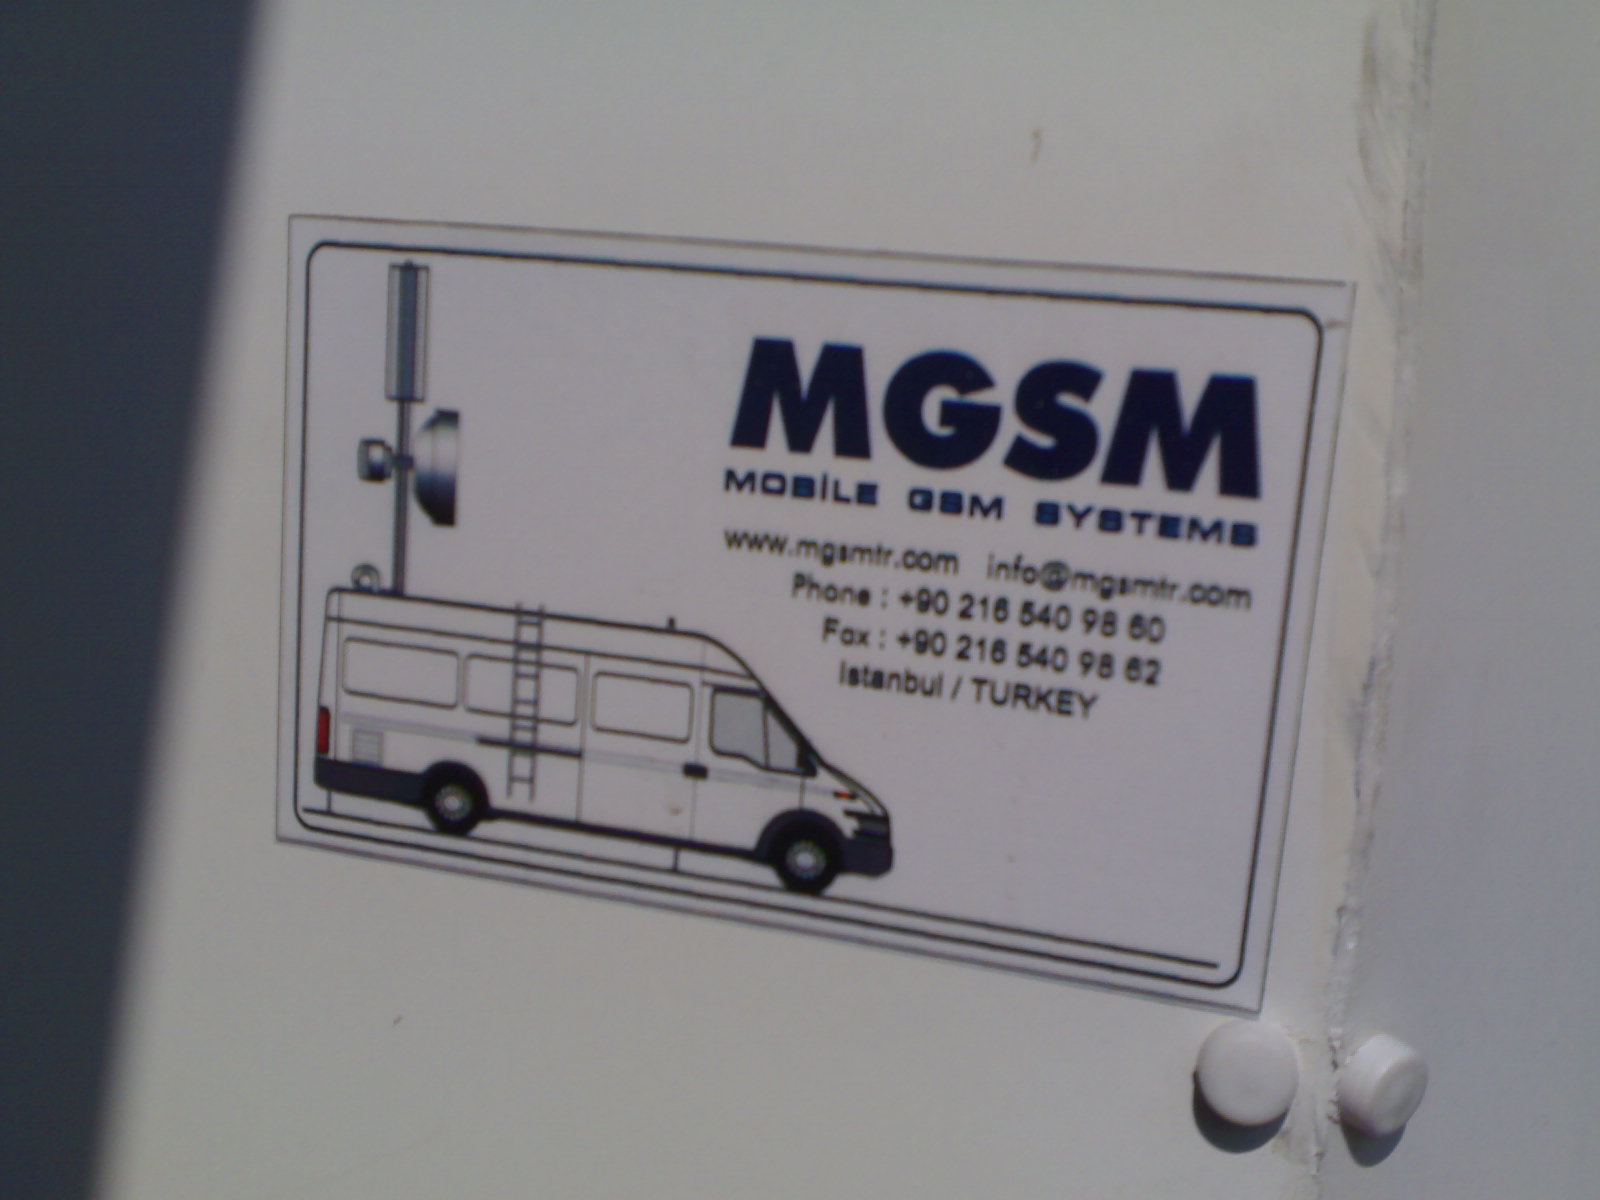 MGSM
MOBİLE GSM SYSTEMS
www.mgsmtr.com info@mgsmtr.com
Phone : +90 216 540 98 60
Fax : +90 216 540 98 62
Istanbul / TURKEY